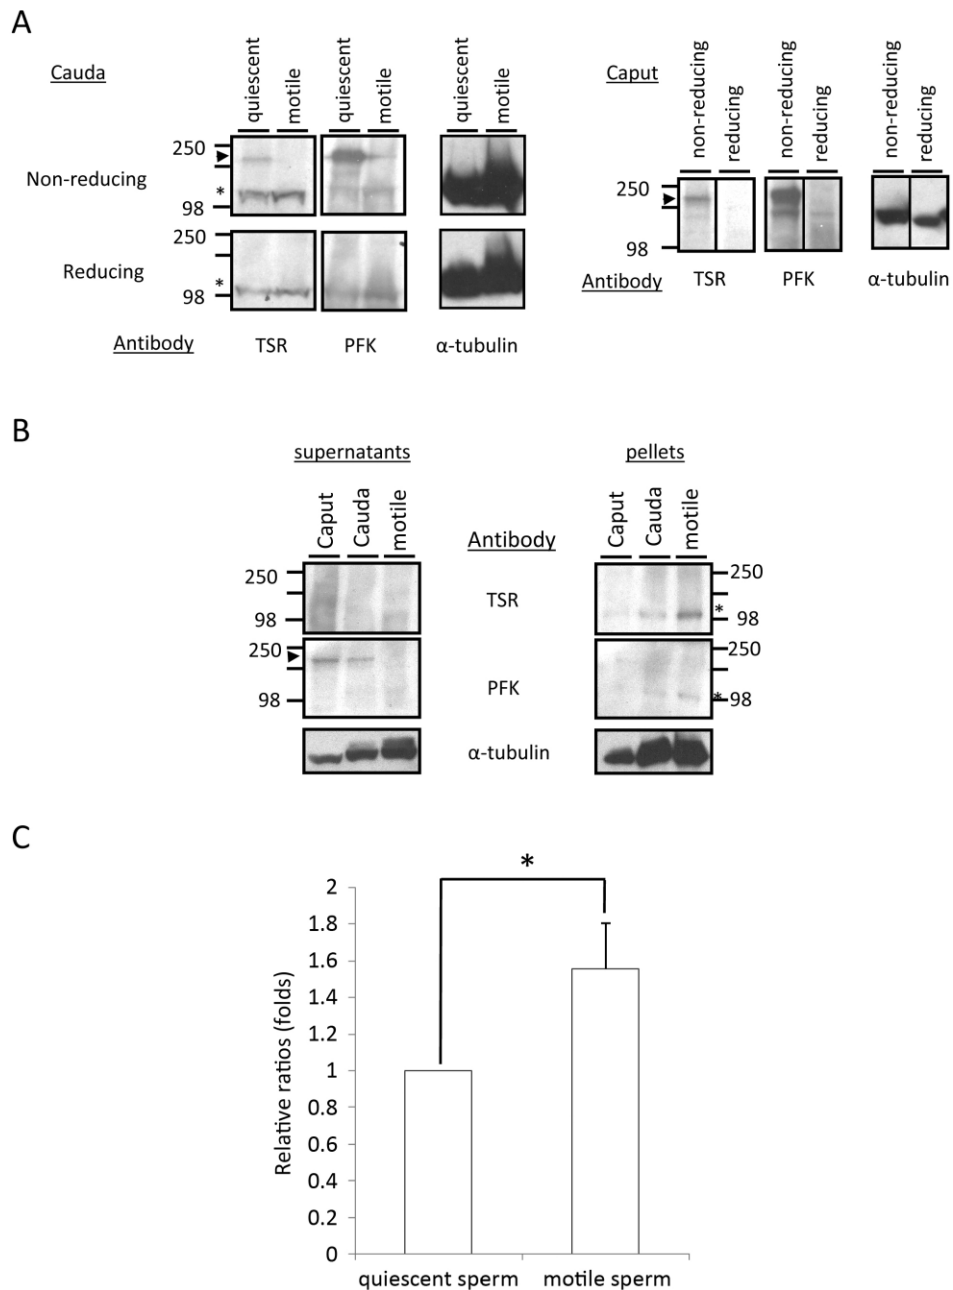 A
Cauda
quiescent
motile
quiescent
motile
quiescent
motile
Non-reducing
250
*
98
Reducing
250
*
98
Antibody
TSR
PFK
α-tubulin
Caput
non-reducing
reducing
non-reducing
reducing
non-reducing
reducing
250
98
Antibody
TSR
PFK
α-tubulin
B
supernatants
pellets
Caput
Cauda
motile
Antibody
Caput
Cauda
motile
250
98
TSR
250
*
98
250
98
PFK
250
*
98
α-tubulin
C
*
Relative ratios (folds)
2
1.8
1.6
1.4
1.2
1
0.8
0.6
0.4
0.2
0
quiescent sperm
motile sperm